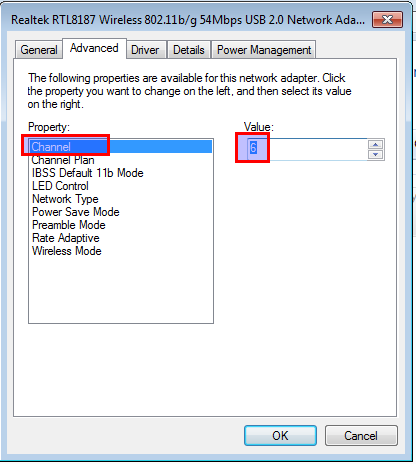 Realtek RTL8187 Wireless 802.11b/g 54Mbps USB 2.0 Network Ada...
General Advanced Driver Details Power Management
The following properties are available for this network adapter. Click
the property you want to change on the left, and then select its value
on the right.
Property: Value:
Channel 6
Channel Plan
IBSS Default 11b Mode
LED Control
Network Type
Power Save Mode
Preamble Mode
Rate Adaptive
Wireless Mode
OK Cancel